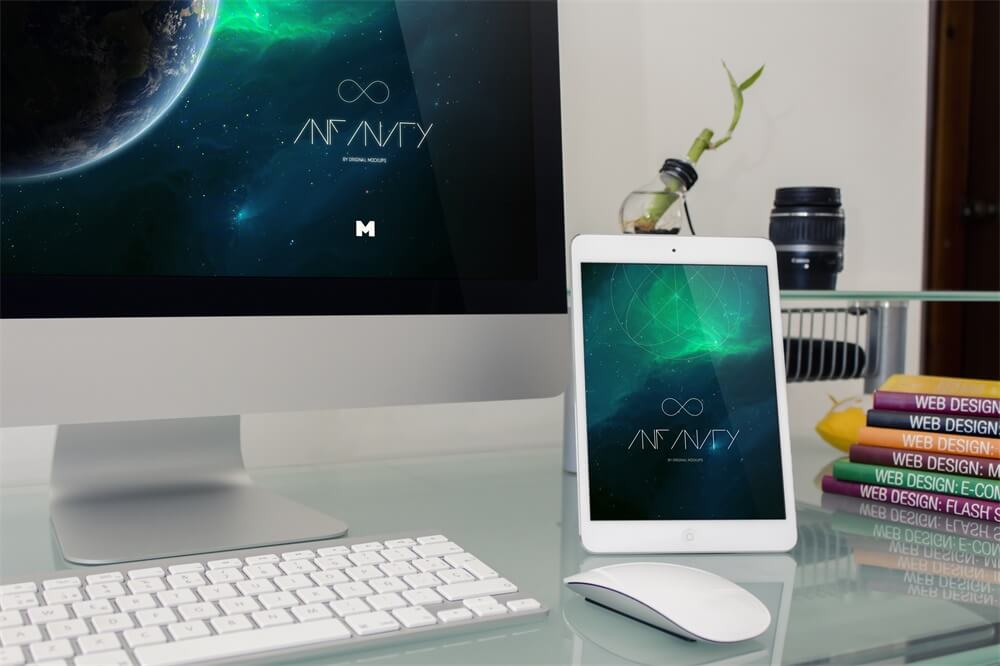 INFINITY
BY ORIGINAL MOCKUPS
M
INFINITY
BY ORIGINAL MOCKUPS
Canon
WEB DESIGN
WEB DESIGN:
WEB DESIGN:
WEB DESIGN: M
WEB DESIGN: E-COM
WEB DESIGN: FLASH S